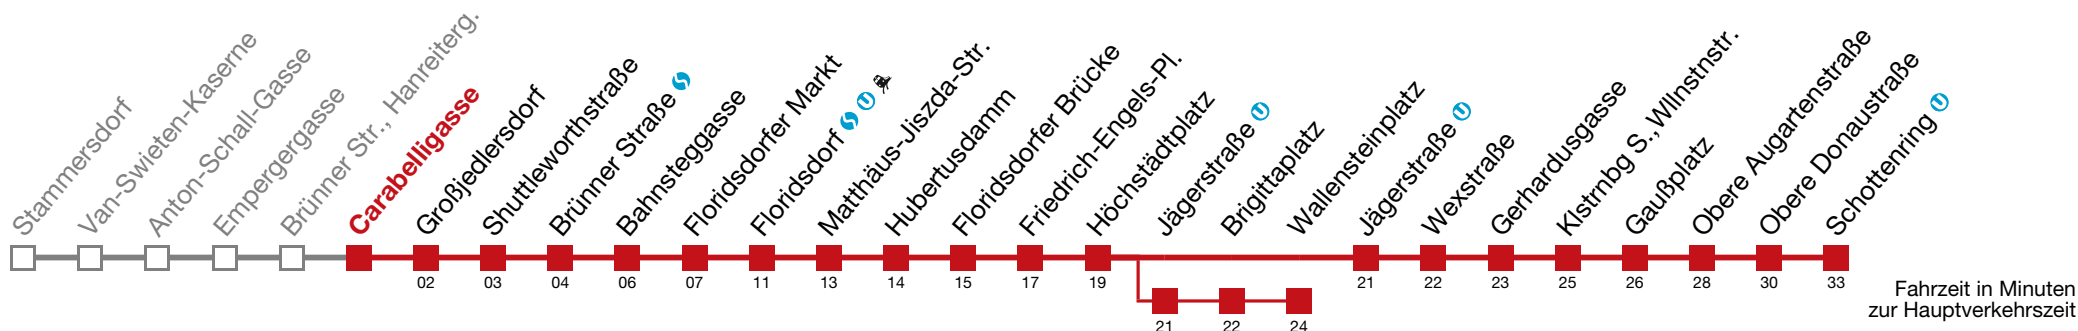 Stammersdorf
Van-Swieten-Kaserne
Anton-Schall-Gasse
Empergergasse
Brünner Str., Hanreiterg.
Carabelligasse
Großjedlersdorf
Shuttleworthstraße
Brünner Straße S
Bahnsteggasse
Floridsdorfer Markt
Floridsdorf S U
Matthäus-Jiszda-Str.
Hubertusdamm
Floridsdorfer Brücke
Friedrich-Engels-Pl.
Höchstädtplatz
Jägerstraße U
Brigittaplatz
Wallensteinplatz
Jägerstraße U
Wexstraße
Gerhardusgasse
Klstrnbg S., Wllnstnstr.
Gaußplatz
Obere Augartenstraße
Obere Donaustraße
Schottenring U
02 03 04 06 07 11 13 14 15 17 19 21 22 23 25 26 28 30 33
21 22 24
Fahrzeit in Minuten
zur Hauptverkehrszeit